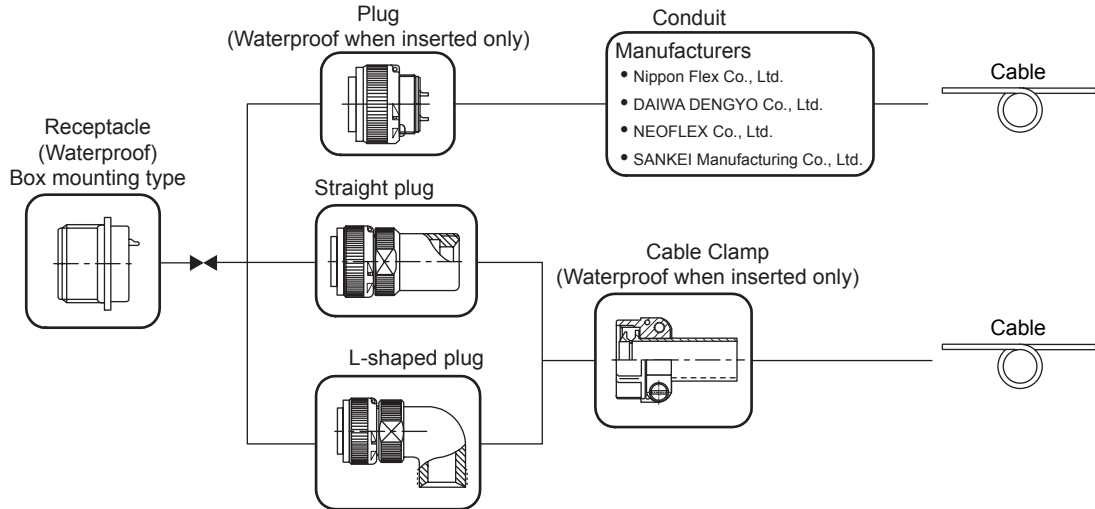 Plug
(Waterproof when inserted only)
Conduit
Manufacturers
• Nippon Flex Co., Ltd.
• DAIWA DENGYO Co., Ltd.
• NEOFLEX Co., Ltd.
• SANKEI Manufacturing Co., Ltd.
Cable
Receptacle
(Waterproof)
Box mounting type
Straight plug
Cable Clamp
(Waterproof when inserted only)
Cable
L-shaped plug